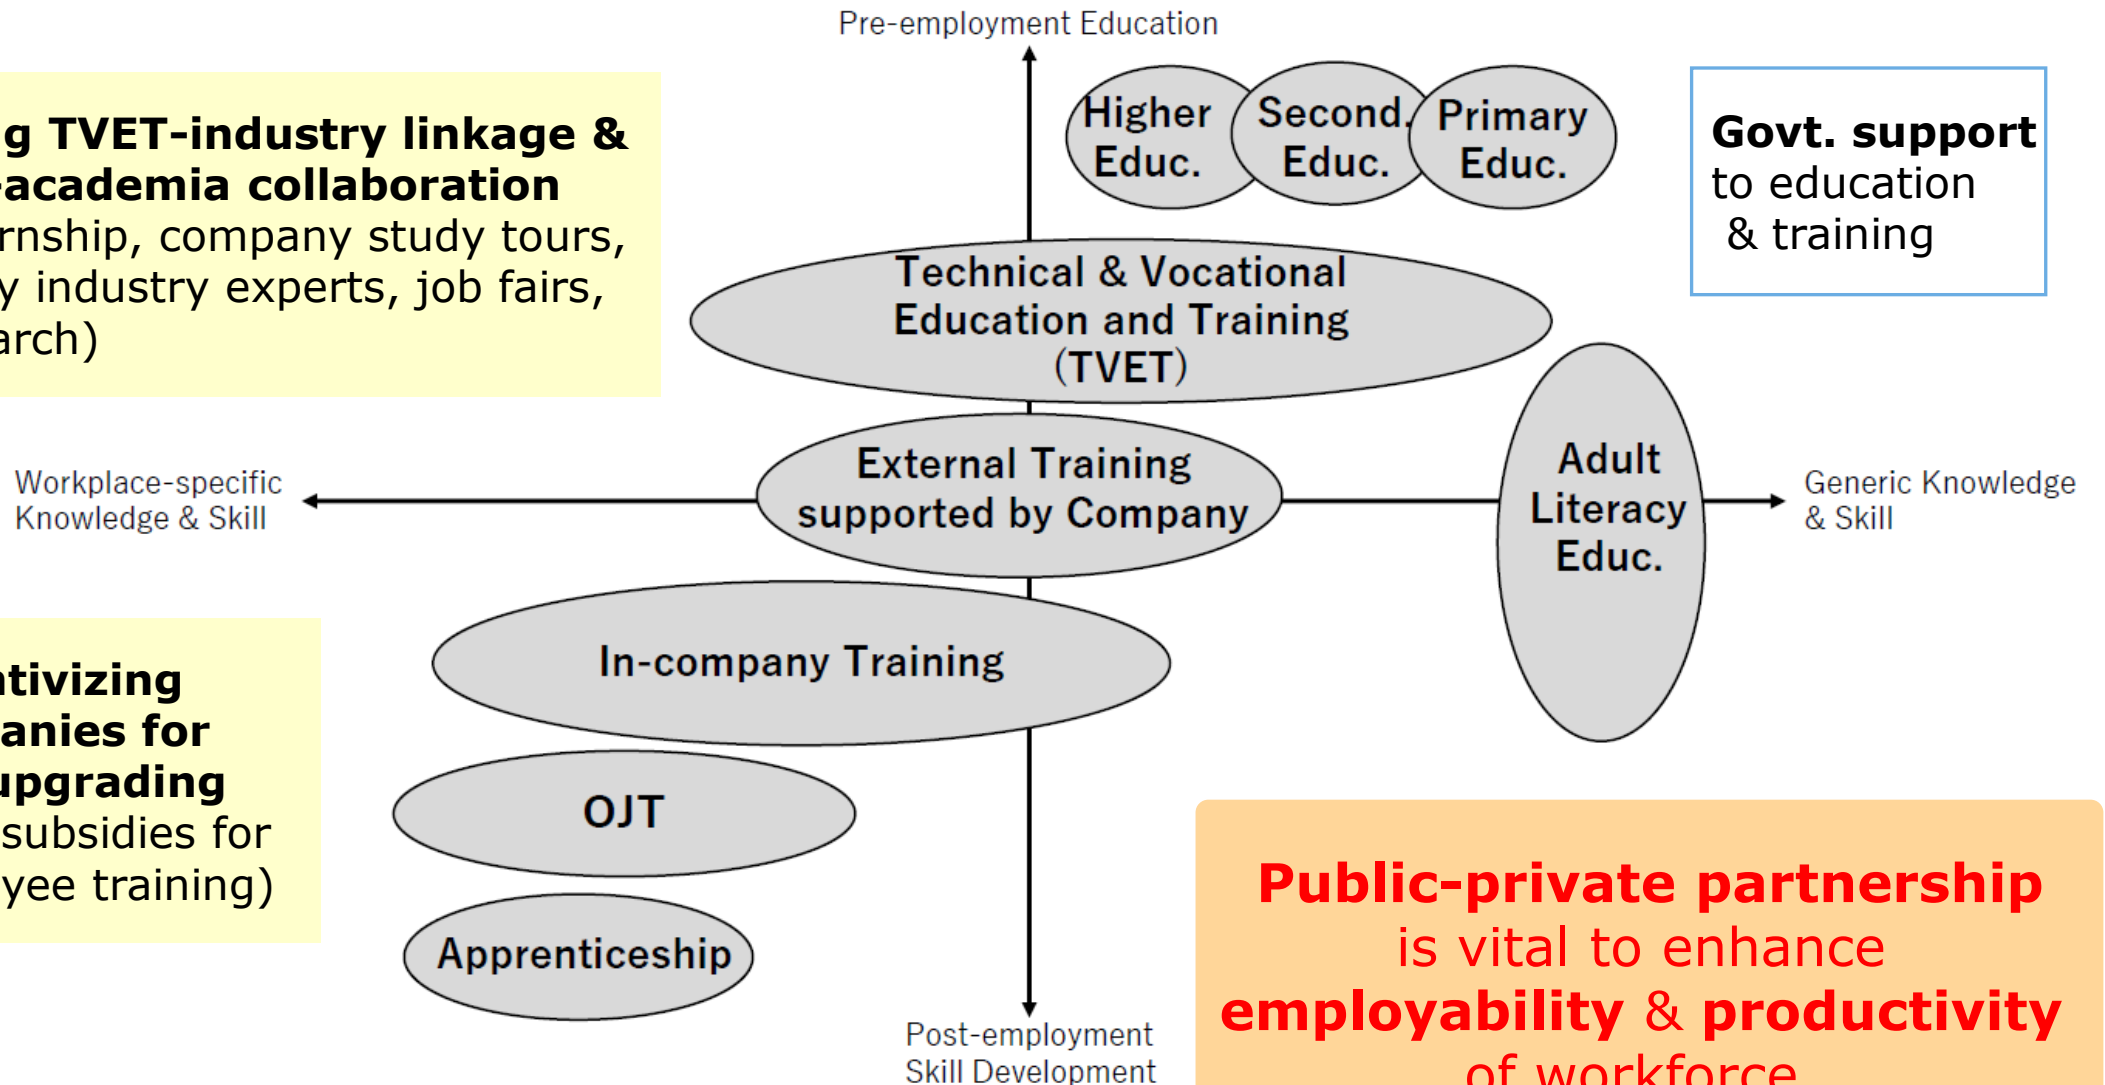 Pre-employment Education
g TVET-industry linkage &
-academia collaboration
rnship, company study tours,
y industry experts, job fairs,
arch)
Higher
Educ.
Second.
Educ.
Primary
Educ.
Govt. support
to education
& training
Technical & Vocational
Education and Training
(TVET)
External Training
supported by Company
Adult
Literacy
Educ.
Workplace-specific
Knowledge & Skill
Generic Knowledge
& Skill
In-company Training
tivizing
anies for
upgrading
subsidies for
yee training)
OJT
Apprenticeship
Public-private partnership
is vital to enhance
employability & productivity
of workforce
Post-employment
Skill Development